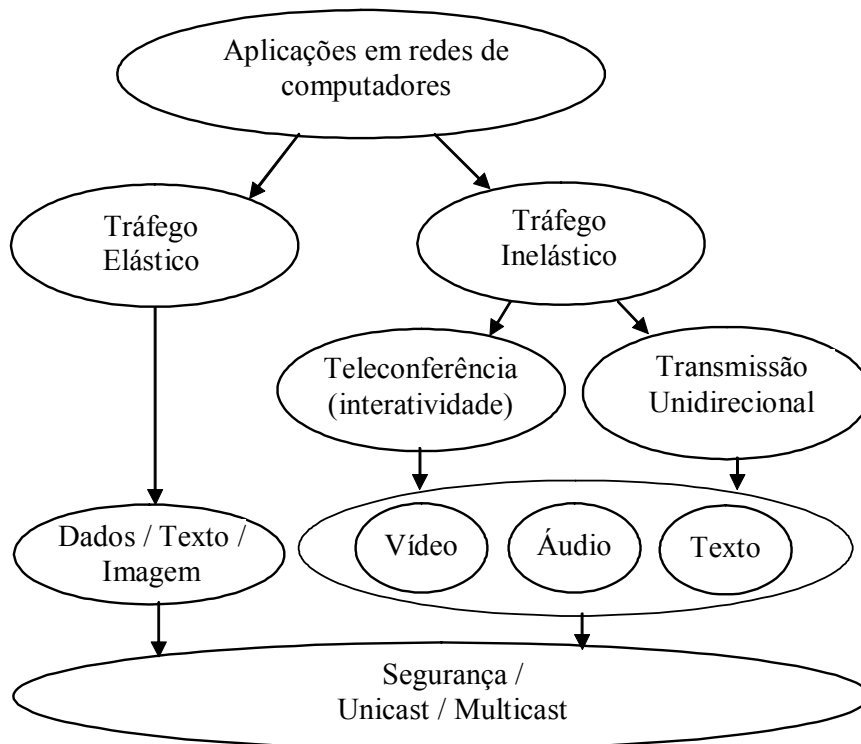 Aplicações em redes de
computadores
Tráfego
Elástico
Tráfego
Inelástico
Teleconferência
(interatividade)
Transmissão
Unidirecional
Dados / Texto /
Imagem
Vídeo
Áudio
Texto
Segurança /
Unicast / Multicast